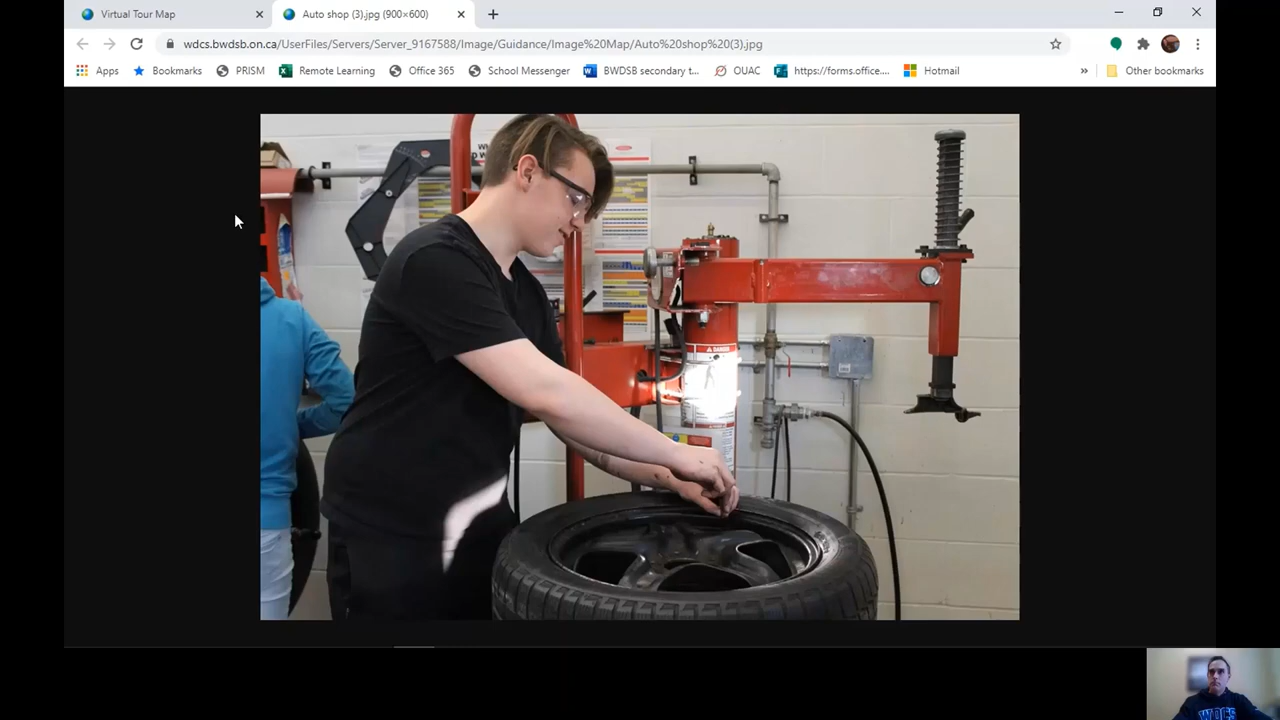 Virtual Tour Map
Auto shop (3).jpg (900×600)
wdcs.bwdsb.on.ca/UserFiles/Servers/Server_9167588/Image/Guidance/Image%20Map/Auto%20shop%20(3).jpg
Apps Bookmarks PRISM Remote Learning Office 365 School Messenger BWDSB secondary t... OUAC https://forms.office.... Hotmail » Other bookmarks
DANGER
WDCS